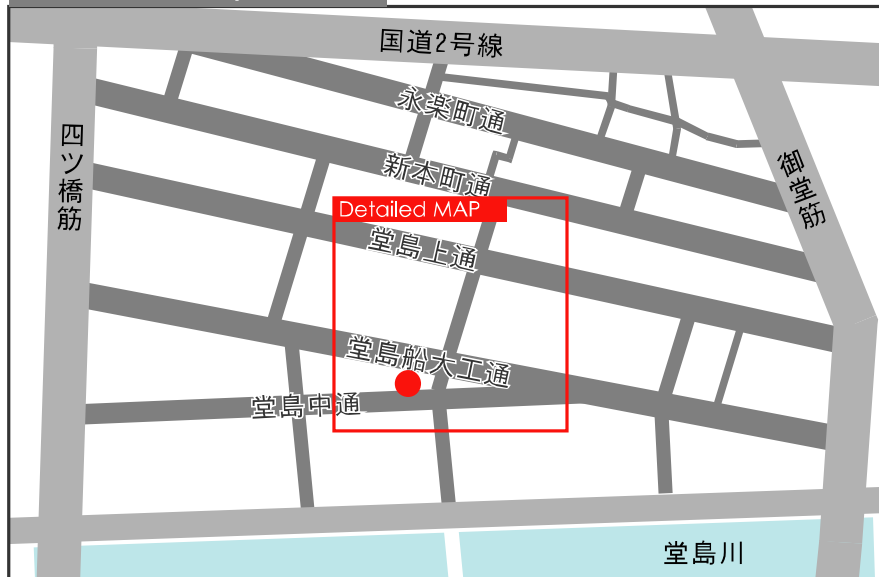 国道2号線
永楽町通
四ツ橋筋
新本町通
御堂筋
Detailed MAP
堂島上通
堂島船大工通
堂島中通
堂島川